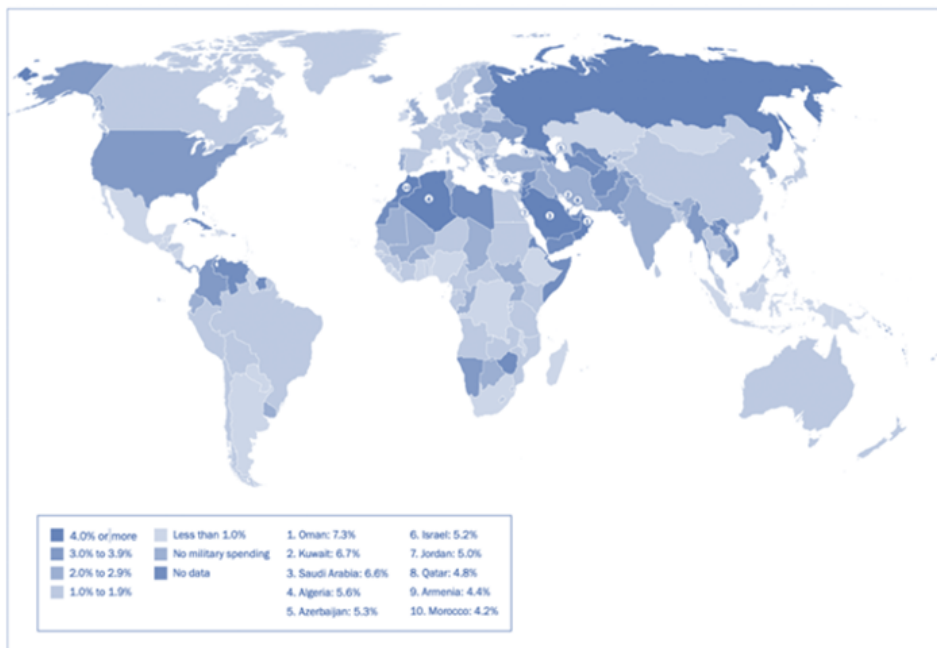 4.0% or more
3.0% to 3.9%
2.0% to 2.9%
1.0% to 1.9%
Less than 1.0%
No military spending
No data
1. Oman: 7.3%
2. Kuwait: 6.7%
3. Saudi Arabia: 6.6%
4. Algeria: 5.6%
5. Azerbaijan: 5.3%
6. Israel: 5.2%
7. Jordan: 5.0%
8. Qatar: 4.8%
9. Armenia: 4.4%
10. Morocco: 4.2%